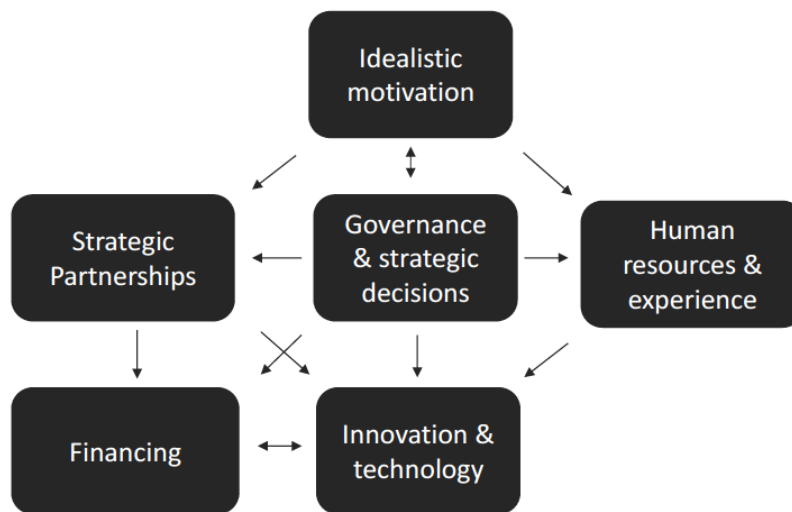 Idealistic
motivation
Strategic
Partnerships
Governance
& strategic
decisions
Human
resources &
experience
Financing
Innovation &
technology